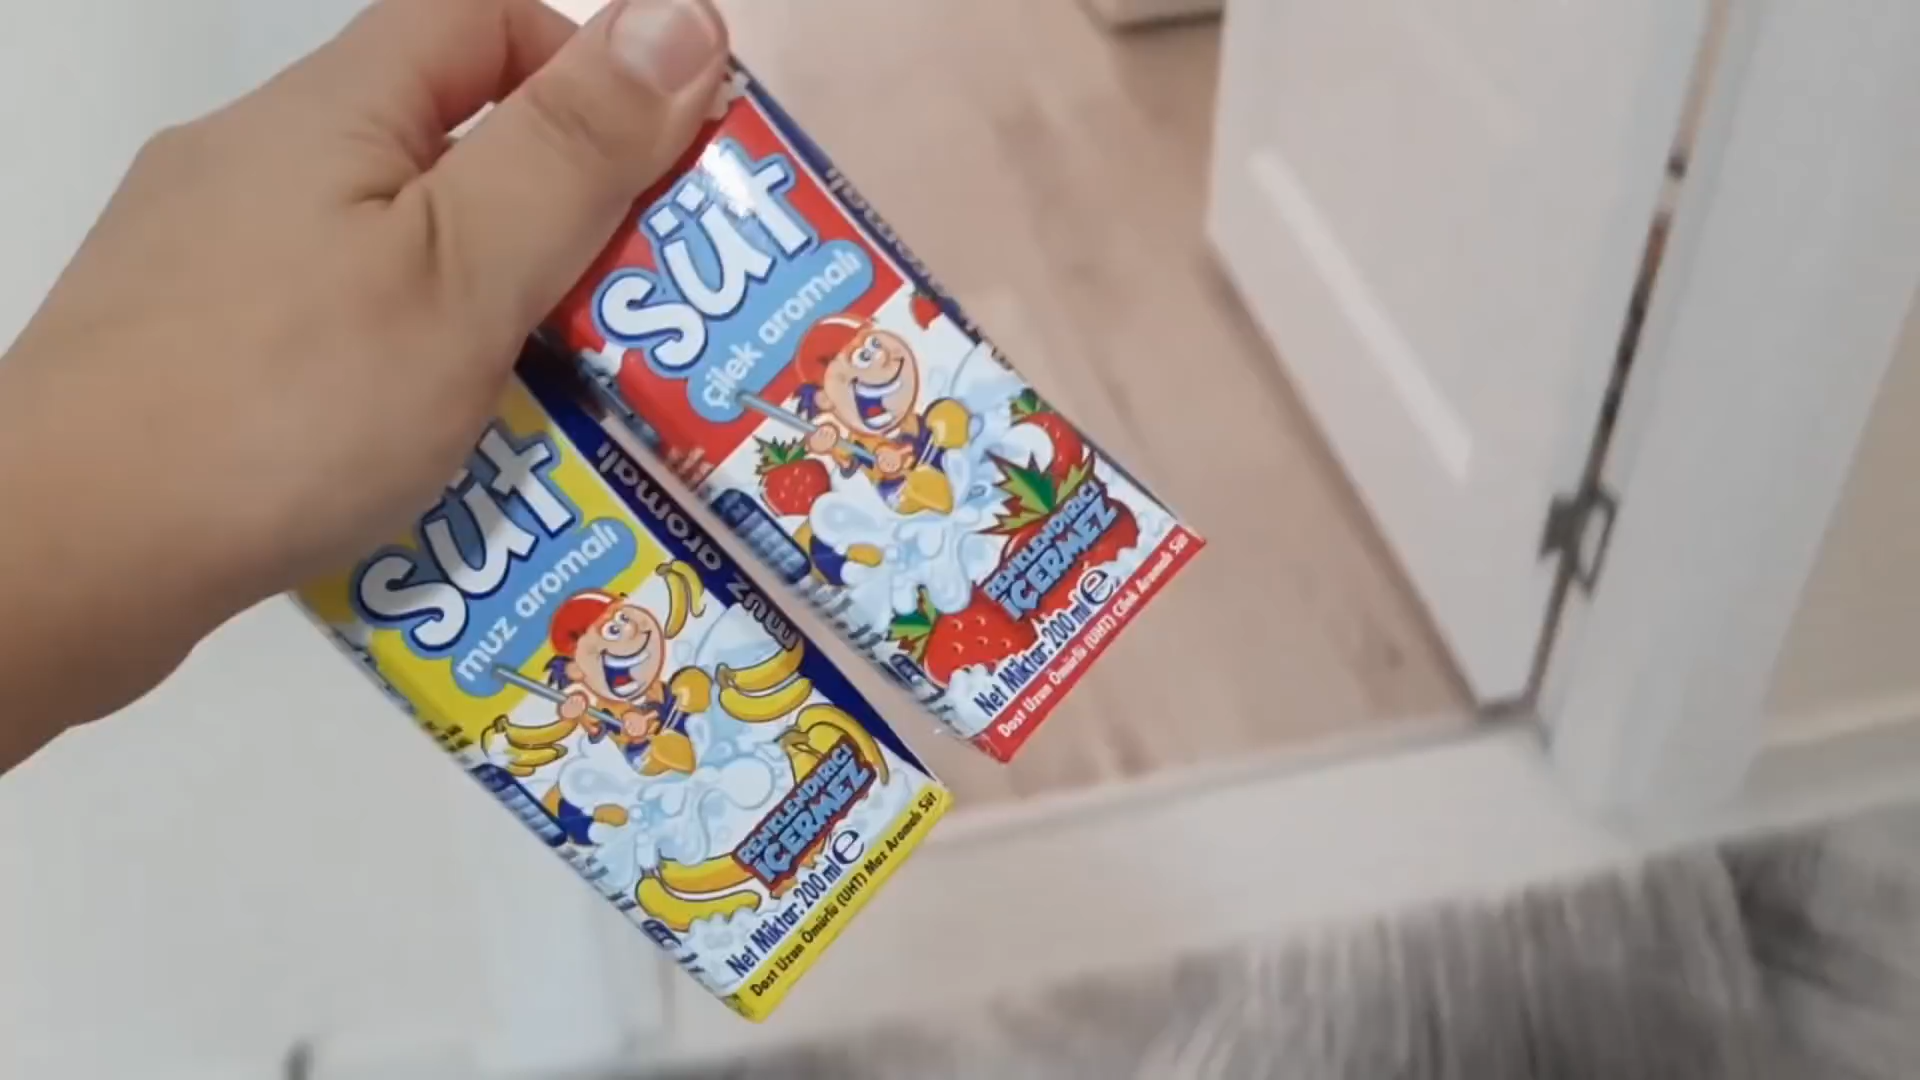 süt
çilek aromalı
RENKLENDİRİCİ
İÇERMEZ
Net Miktar: 200 ml e
Dost Uzun Ömürlü (UHT) Çilek Aromalı Süt
süt
muz aromalı
muz aromalı
RENKLENDİRİCİ
İÇERMEZ
Net Miktar: 200 ml e
Dost Uzun Ömürlü (UHT) Muz Aromalı Süt